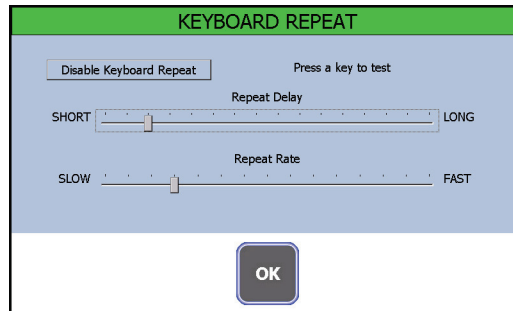 KEYBOARD REPEAT
Disable Keyboard Repeat Press a key to test
Repeat Delay
SHORT LONG
Repeat Rate
SLOW FAST
OK